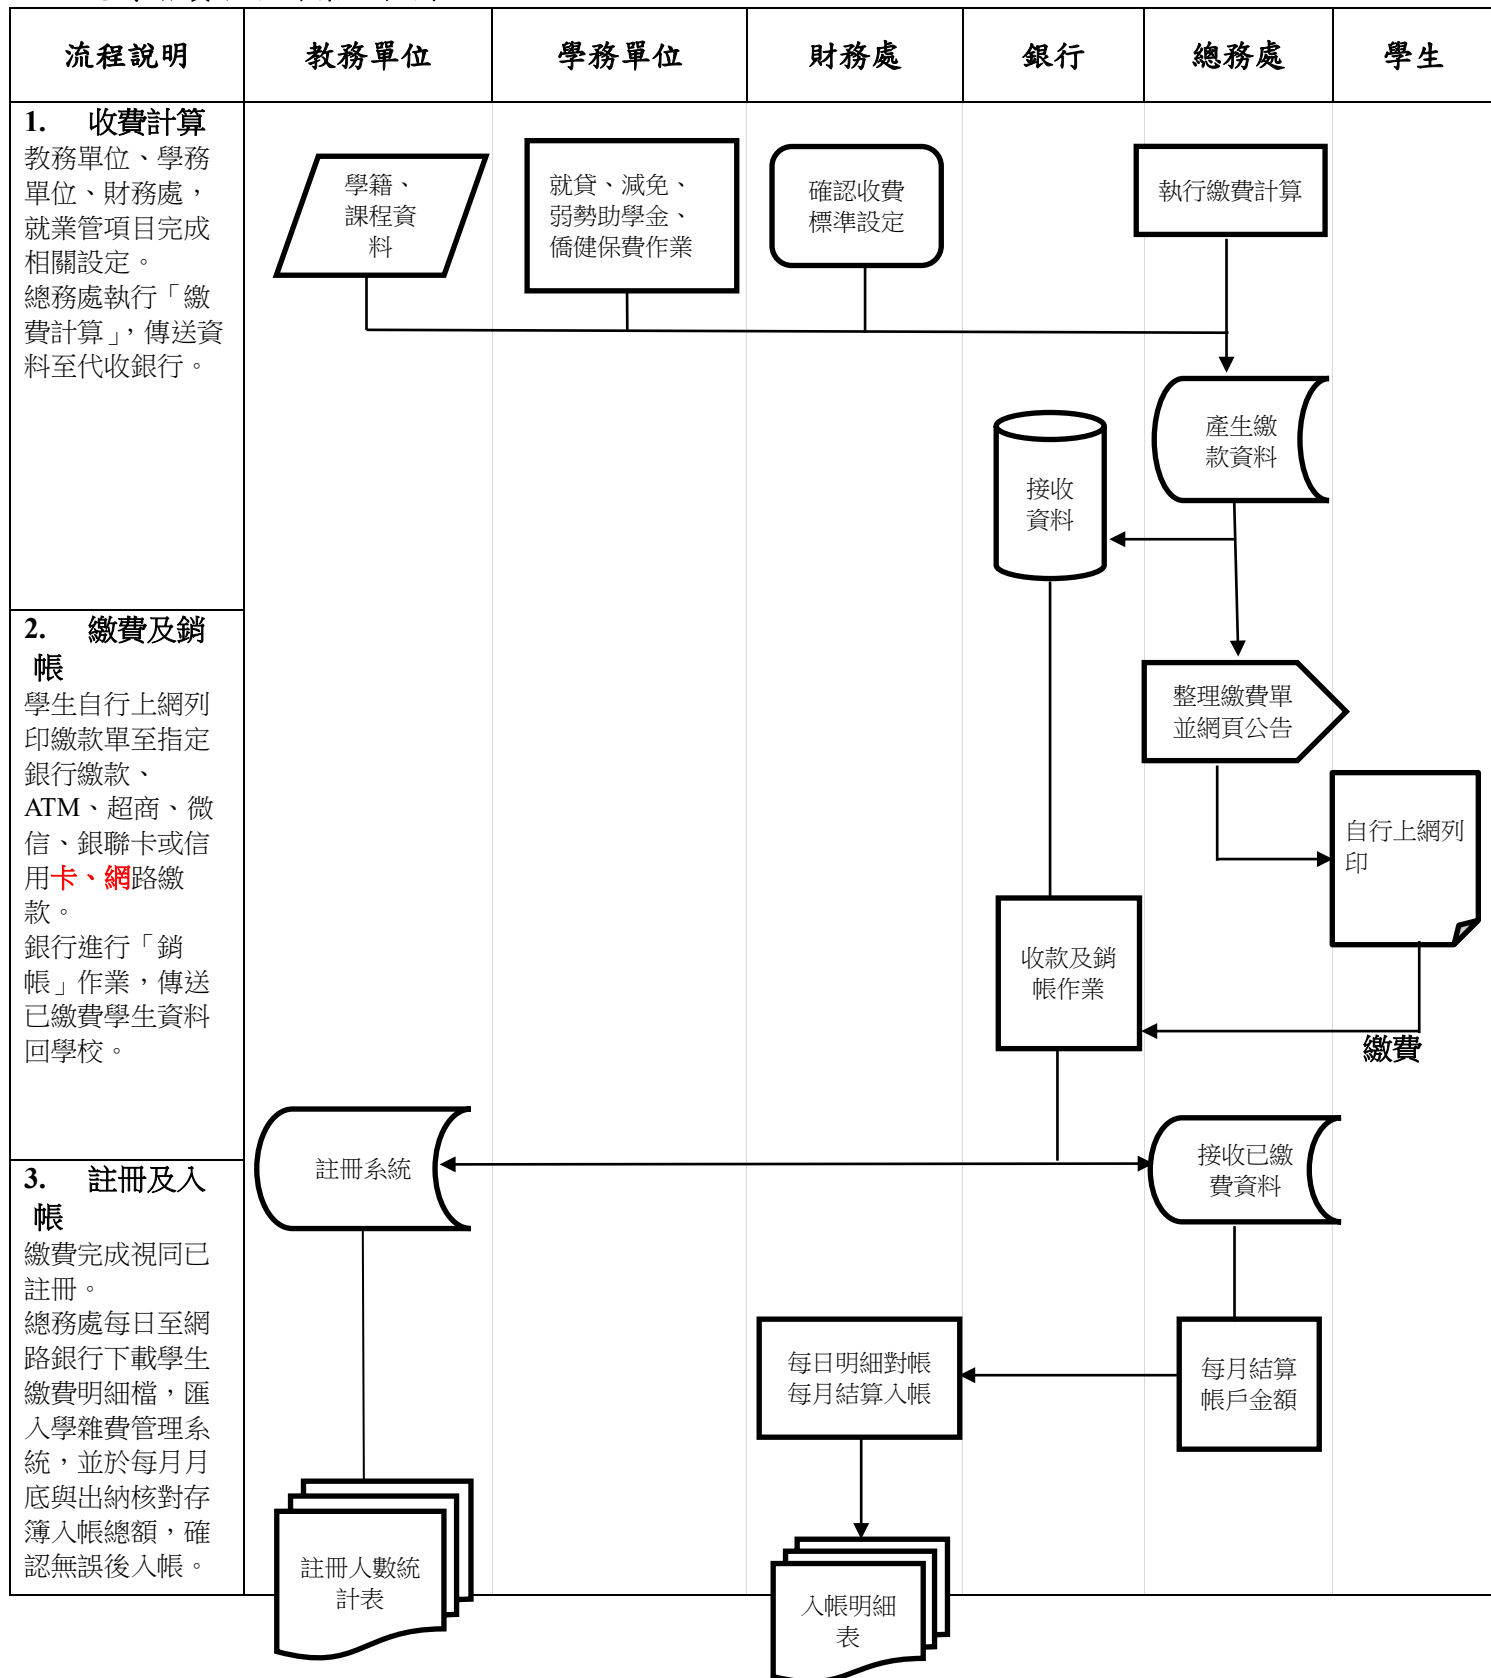 流程說明
教務單位
學務單位
財務處
銀行
總務處
學生
1. 收費計算
教務單位、學務
單位、財務處，
就業管項目完成
相關設定。
總務處執行「繳
費計算」，傳送資
料至代收銀行。
學籍、
課程資
料
就貸、減免、
弱勢助學金、
僑健保費作業
確認收費
標準設定
執行繳費計算
產生繳
款資料
接收
資料
2. 繳費及銷
帳
學生自行上網列
印繳款單至指定
銀行繳款、
ATM、超商、微
信、銀聯卡或信
用卡、網路繳
款。
銀行進行「銷
帳」作業，傳送
已繳費學生資料
回學校。
整理繳費單
並網頁公告
自行上網列
印
收款及銷
帳作業
繳費
3. 註冊及入
帳
繳費完成視同已
註冊。
總務處每日至網
路銀行下載學生
繳費明細檔，匯
入學雜費管理系
統，並於每月月
底與出納核對存
簿入帳總額，確
認無誤後入帳。
註冊系統
接收已繳
費資料
每日明細對帳
每月結算入帳
每月結算
帳戶金額
註冊人數統
計表
入帳明細
表